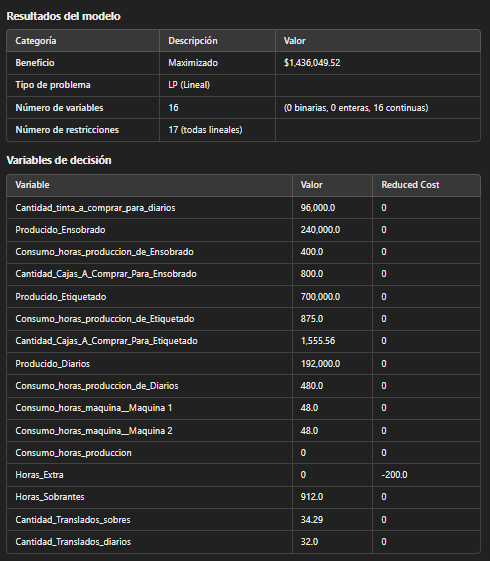 Resultados del modelo
Categoría Descripción Valor
Beneficio Maximizado $1,436,049.52
Tipo de problema LP (Lineal)
Número de variables 16 (0 binarias, 0 enteras, 16 continuas)
Número de restricciones 17 (todas lineales)
Variables de decisión
Variable Valor Reduced Cost
Cantidad_tinta_a_comprar_para_diarios 96,000.0 0
Producido_Ensobrado 240,000.0 0
Consumo_horas_produccion_de_Ensobrado 400.0 0
Cantidad_Cajas_A_Comprar_Para_Ensobrado 800.0 0
Producido_Etiquetado 700,000.0 0
Consumo_horas_produccion_de_Etiquetado 875.0 0
Cantidad_Cajas_A_Comprar_Para_Etiquetado 1,555.56 0
Producido_Diarios 192,000.0 0
Consumo_horas_produccion_de_Diarios 480.0 0
Consumo_horas_maquina__Maquina 1 48.0 0
Consumo_horas_maquina__Maquina 2 48.0 0
Consumo_horas_produccion 0 0
Horas_Extra 0 -200.0
Horas_Sobrantes 912.0 0
Cantidad_Translados_sobres 34.29 0
Cantidad_Translados_diarios 32.0 0